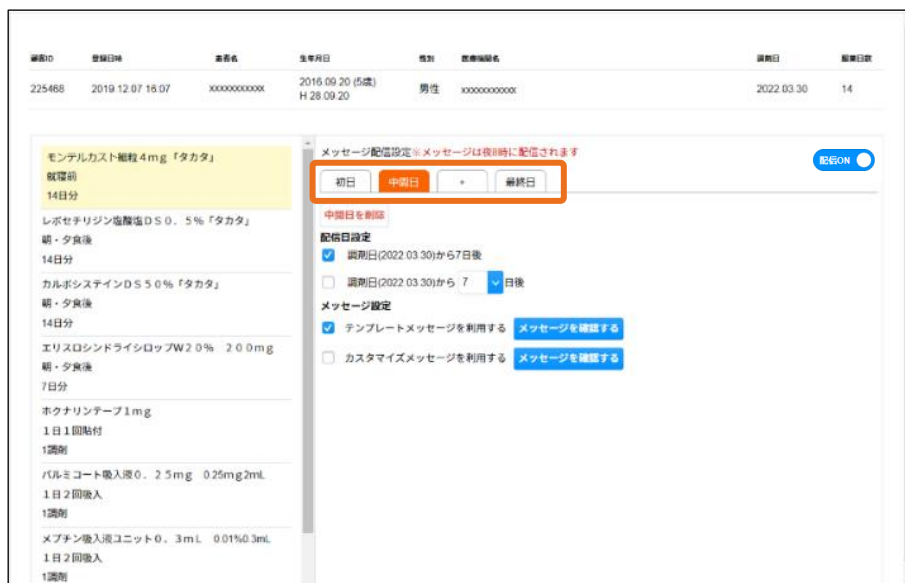 顧客ID 登録日時 患者名 生年月日 性別 医療機関名 調剤日 服薬日数
225468 2019.12.07 16:07 xxxxxxxxxxx 2016.09.20 (5歳) 男性 xxxxxxxxxxx 2022.03.30 14
H 28.09.20
モンテルカスト細粒4mg「タカタ」
就寝前
14日分
レボセチリジン塩酸塩DS0.5%「タカタ」
朝・夕食後
14日分
カルボシステインDS50%「タカタ」
朝・夕食後
14日分
エリスロシンドライシロップW20% 200mg
朝・夕食後
7日分
ホクナリンテープ1mg
1日1回貼付
1調剤
パルミコート吸入液0.25mg 0.25mg2mL
1日2回吸入
1調剤
メプチン吸入液ユニット0.3mL 0.01%0.3mL
1日2回吸入
1調剤
メッセージ配信設定※メッセージは夜8時に配信されます
配信ON
初日 中間日 + 最終日
中間日を削除
配信日設定
調剤日(2022.03.30)から7日後
調剤日(2022.03.30)から 7 日後
メッセージ設定
テンプレートメッセージを利用する メッセージを確認する
カスタマイズメッセージを利用する メッセージを確認する